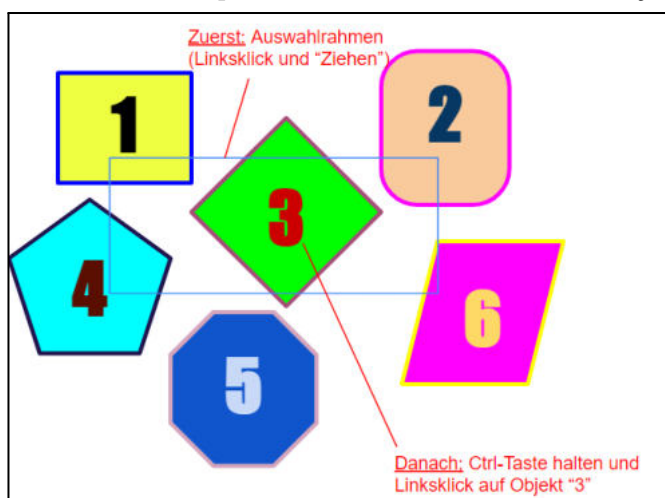 Zuerst: Auswahlrahmen
(Linksklick und “Ziehen”)
1
2
3
4
5
6
Danach: Ctrl-Taste halten und
Linksklick auf Objekt “3”